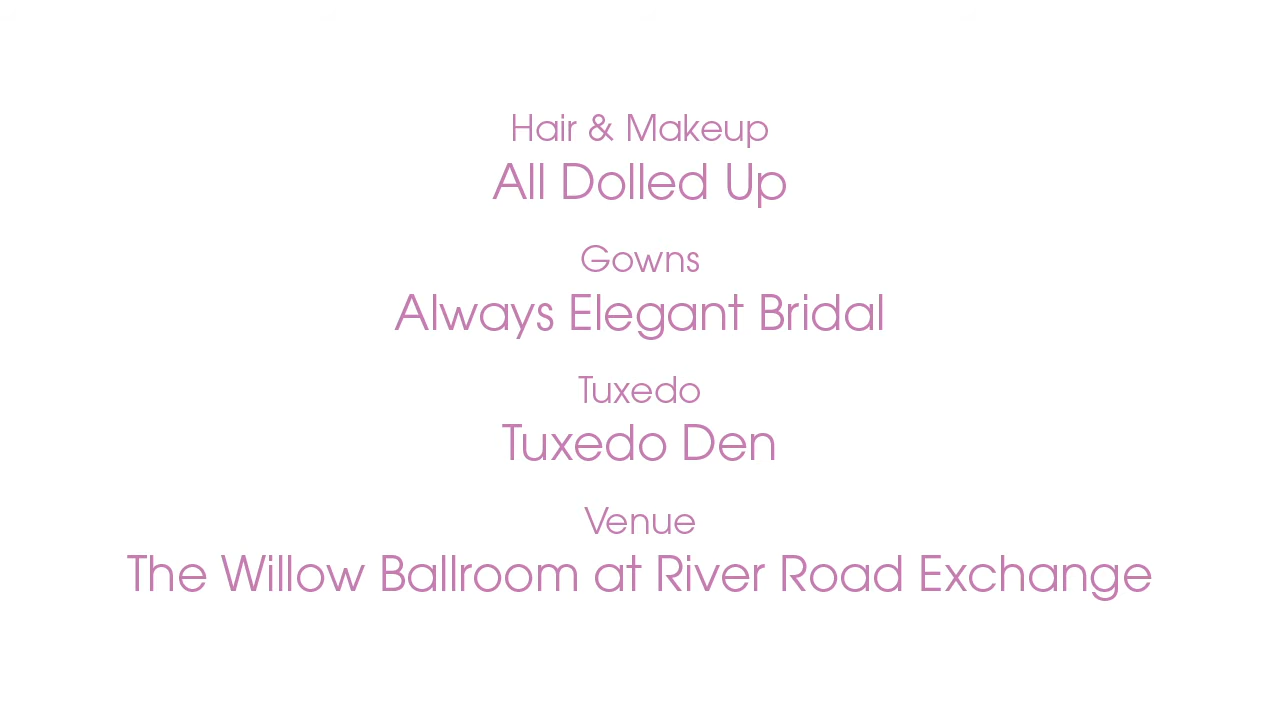 Hair & Makeup
All Dolled Up
Gowns
Always Elegant Bridal
Tuxedo
Tuxedo Den
Venue
The Willow Ballroom at River Road Exchange